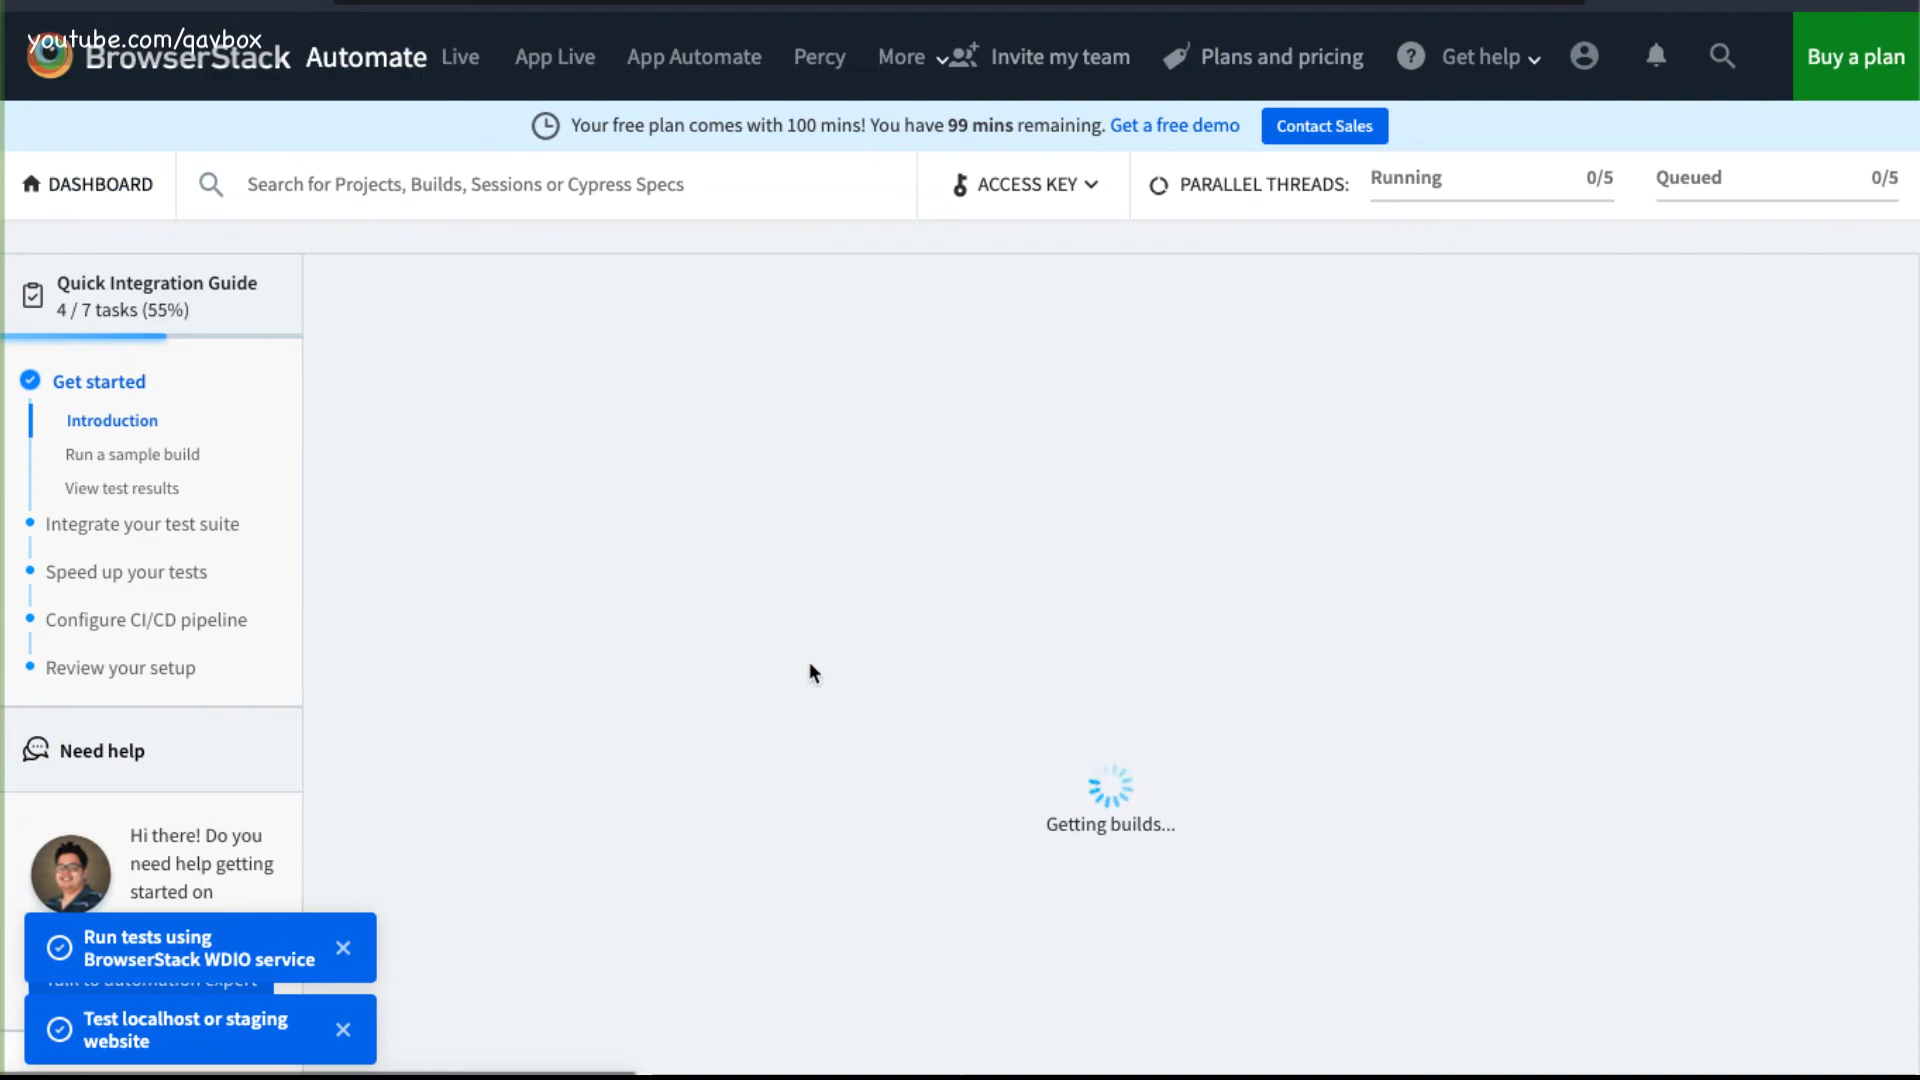 youtube.com/qavbox
BrowserStack Automate Live App Live App Automate Percy More Invite my team Plans and pricing ? Get help Buy a plan
Your free plan comes with 100 mins! You have 99 mins remaining. Get a free demo Contact Sales
DASHBOARD Search for Projects, Builds, Sessions or Cypress Specs ACCESS KEY PARALLEL THREADS: Running 0/5 Queued 0/5
Quick Integration Guide
4 / 7 tasks (55%)
Get started
Introduction
Run a sample build
View test results
Integrate your test suite
Speed up your tests
Configure CI/CD pipeline
Review your setup
Need help
Hi there! Do you
need help getting
started on
Getting builds...
Run tests using
BrowserStack WDIO service
Talk to automation expert
Test localhost or staging
website